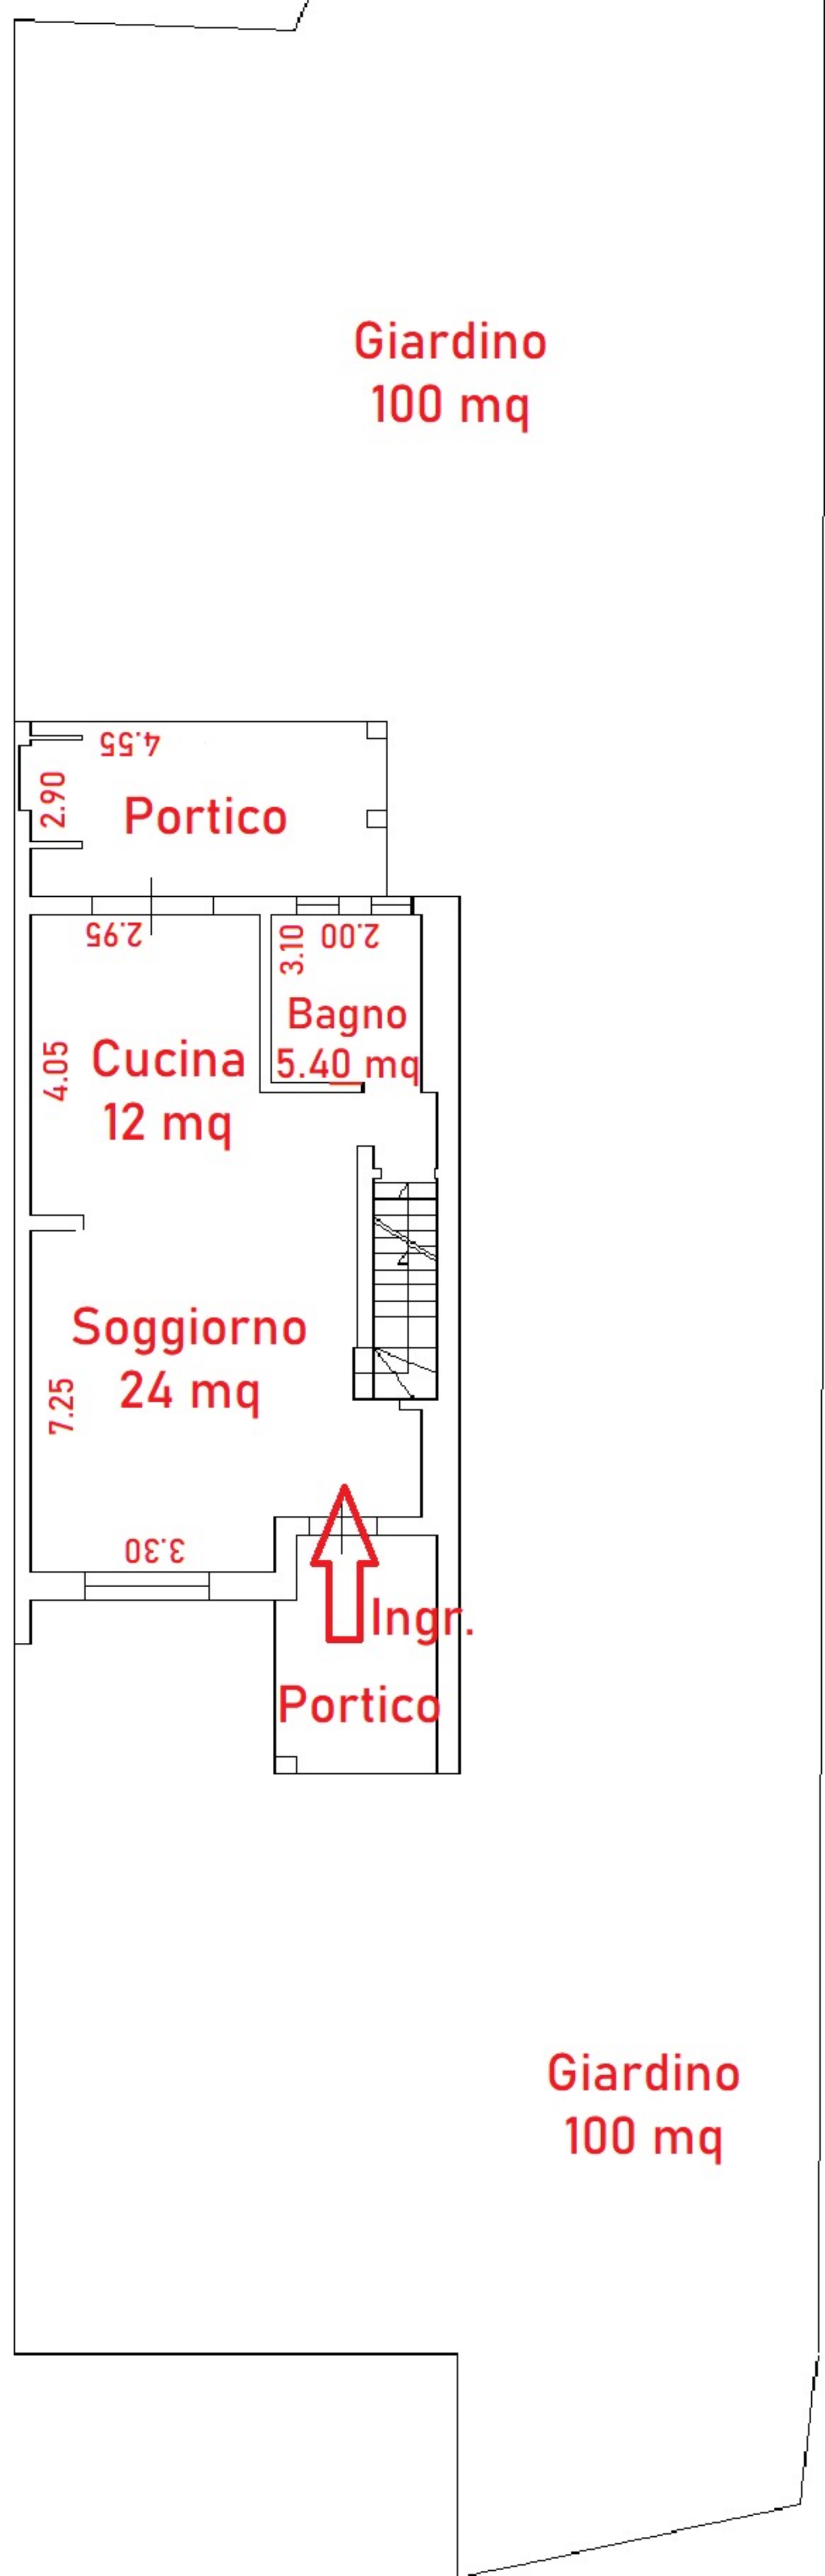 Giardino
100 mq
4.55
2.90
Portico
2.95
3.10
2.00
Bagno
5.40 mq
4.05
Cucina
12 mq
Soggiorno
24 mq
7.25
3.30
Ingr.
Portico
Giardino
100 mq